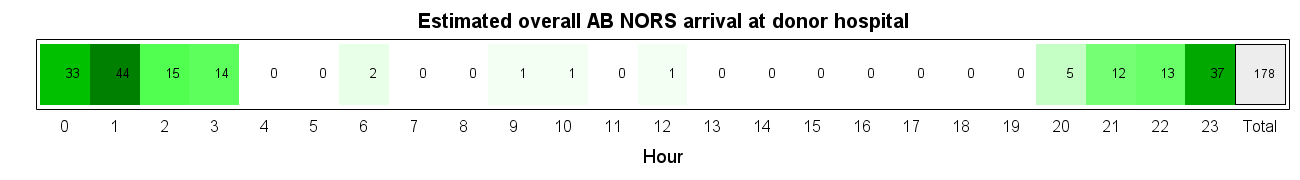 Estimated overall AB NORS arrival at donor hospital
33 44 15 14 0 0 2 0 0 1 1 0 1 0 0 0 0 0 0 0 5 12 13 37 178
0 1 2 3 4 5 6 7 8 9 10 11 12 13 14 15 16 17 18 19 20 21 22 23 Total
Hour